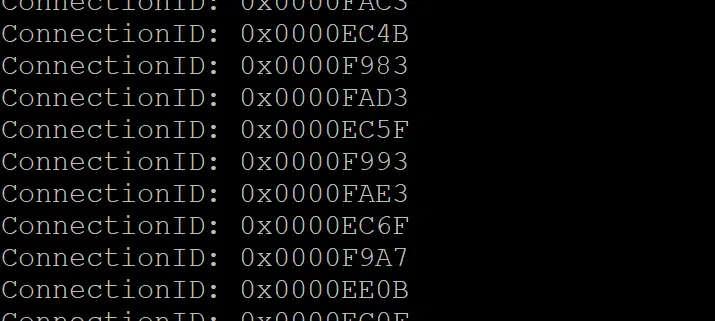 ConnectionID: 0x0000FAC3
ConnectionID: 0x0000EC4B
ConnectionID: 0x0000F983
ConnectionID: 0x0000FAD3
ConnectionID: 0x0000EC5F
ConnectionID: 0x0000F993
ConnectionID: 0x0000FAE3
ConnectionID: 0x0000EC6F
ConnectionID: 0x0000F9A7
ConnectionID: 0x0000EE0B
ConnectionID: